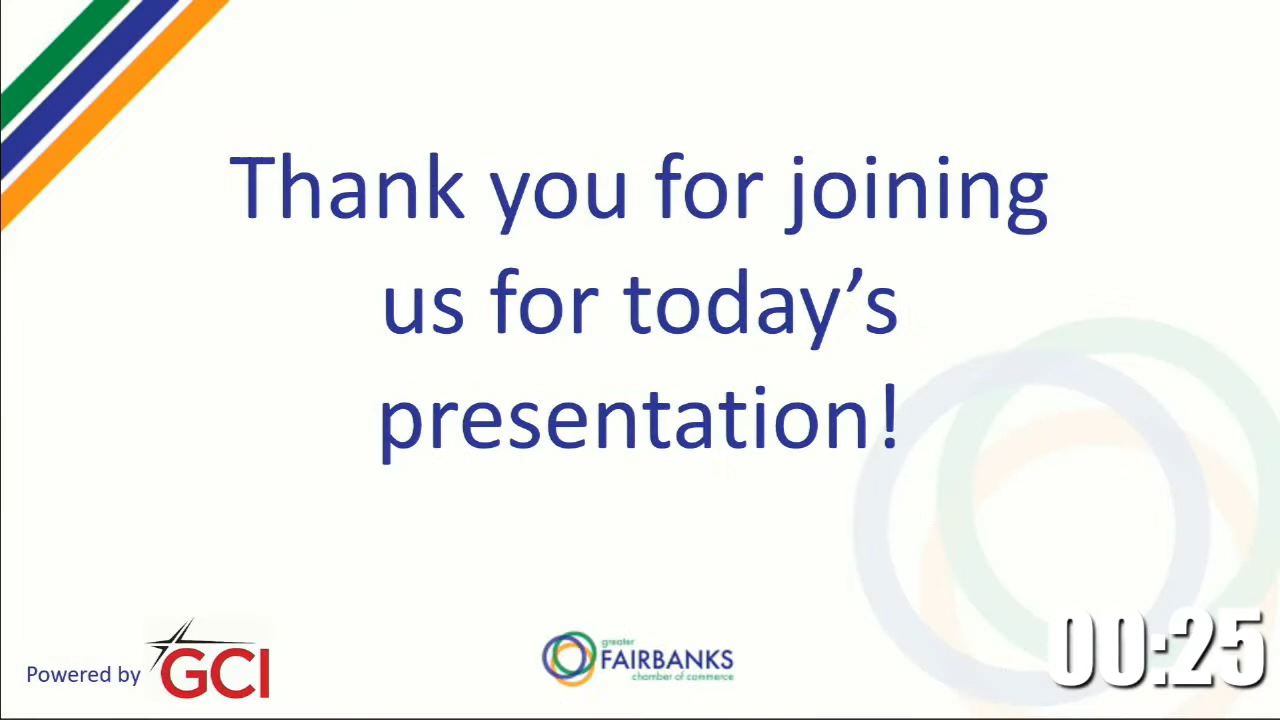 Thank you for joining
us for today’s
presentation!
Powered by
GCI
greater
FAIRBANKS
chamber of commerce
00:25